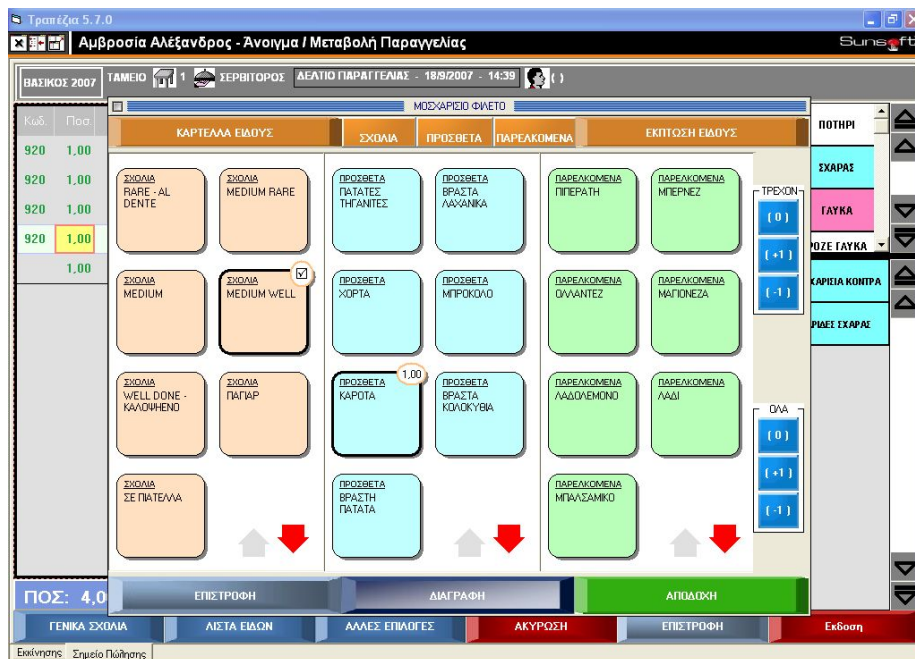 Τραπέζια 5.7.0
Αμβροσία Αλέξανδρος - Άνοιγμα / Μεταβολή Παραγγελίας
Sunsoft
ΒΑΣΙΚΟΣ 2007
ΤΑΜΕΙΟ 1 ΣΕΡΒΙΤΟΡΟΣ ΔΕΛΤΙΟ ΠΑΡΑΓΓΕΛΙΑΣ - 18/9/2007 - 14:39 ( )
ΜΟΣΧΑΡΙΣΙΟ ΦΙΛΕΤΟ
Κωδ. Ποσ
920 1,00
920 1,00
920 1,00
920 1,00
1,00
ΚΑΡΤΕΛΛΑ ΕΙΔΟΥΣ
ΣΧΟΛΙΑ
ΠΡΟΣΘΕΤΑ
ΠΑΡΕΛΚΟΜΕΝΑ
ΕΚΠΤΩΣΗ ΕΙΔΟΥΣ
ΣΧΟΛΙΑ
RARE - AL
DENTE
ΣΧΟΛΙΑ
MEDIUM RARE
ΠΡΟΣΘΕΤΑ
ΠΑΤΑΤΕΣ
ΤΗΓΑΝΙΤΕΣ
ΠΡΟΣΘΕΤΑ
ΒΡΑΣΤΑ
ΛΑΧΑΝΙΚΑ
ΠΑΡΕΛΚΟΜΕΝΑ
ΠΙΠΕΡΑΤΗ
ΠΑΡΕΛΚΟΜΕΝΑ
ΜΠΕΡΝΕΖ
ΣΧΟΛΙΑ
MEDIUM
ΣΧΟΛΙΑ
MEDIUM WELL
ΠΡΟΣΘΕΤΑ
ΧΟΡΤΑ
ΠΡΟΣΘΕΤΑ
ΜΠΡΟΚΟΛΟ
ΠΑΡΕΛΚΟΜΕΝΑ
ΟΛΛΑΝΤΕΖ
ΠΑΡΕΛΚΟΜΕΝΑ
ΜΑΓΙΟΝΕΖΑ
ΣΧΟΛΙΑ
WELL DONE -
ΚΑΛΟΨΗΕΝΟ
ΣΧΟΛΙΑ
ΠΑΓΙΑΡ
ΠΡΟΣΘΕΤΑ
ΚΑΡΟΤΑ
1,00
ΠΡΟΣΘΕΤΑ
ΒΡΑΣΤΑ
ΚΟΛΟΚΥΘΙΑ
ΠΑΡΕΛΚΟΜΕΝΑ
ΛΑΔΟΛΕΜΟΝΟ
ΠΑΡΕΛΚΟΜΕΝΑ
ΛΑΔΙ
ΣΧΟΛΙΑ
ΣΕ ΠΙΑΤΕΛΛΑ
ΠΡΟΣΘΕΤΑ
ΒΡΑΣΤΗ
ΠΑΤΑΤΑ
ΠΑΡΕΛΚΟΜΕΝΑ
ΜΠΑΛΣΑΜΙΚΟ
ΤΡΕΧΟΝ
( 0 )
( +1 )
( -1 )
ΟΛΑ
( 0 )
( +1 )
( -1 )
ΠΟΤΗΡΙ
ΣΧΑΡΑΣ
ΓΛΥΚΑ
ΡΟΖΕ ΓΛΥΚΑ
ΧΑΡΙΣΙΑ ΚΟΝΤΡΑ
ΡΙΔΕΣ ΣΧΑΡΑΣ
ΕΠΙΣΤΡΟΦΗ
ΔΙΑΓΡΑΦΗ
ΑΠΟΔΟΧΗ
ΠΟΣ: 4,0
ΓΕΝΙΚΑ ΣΧΟΛΙΑ
ΛΙΣΤΑ ΕΙΔΩΝ
ΑΛΛΕΣ ΕΠΙΛΟΓΕΣ
ΑΚΥΡΩΣΗ
ΕΠΙΣΤΡΟΦΗ
Εκδοση
Εκκίνησης
Σημείο Πώλησης